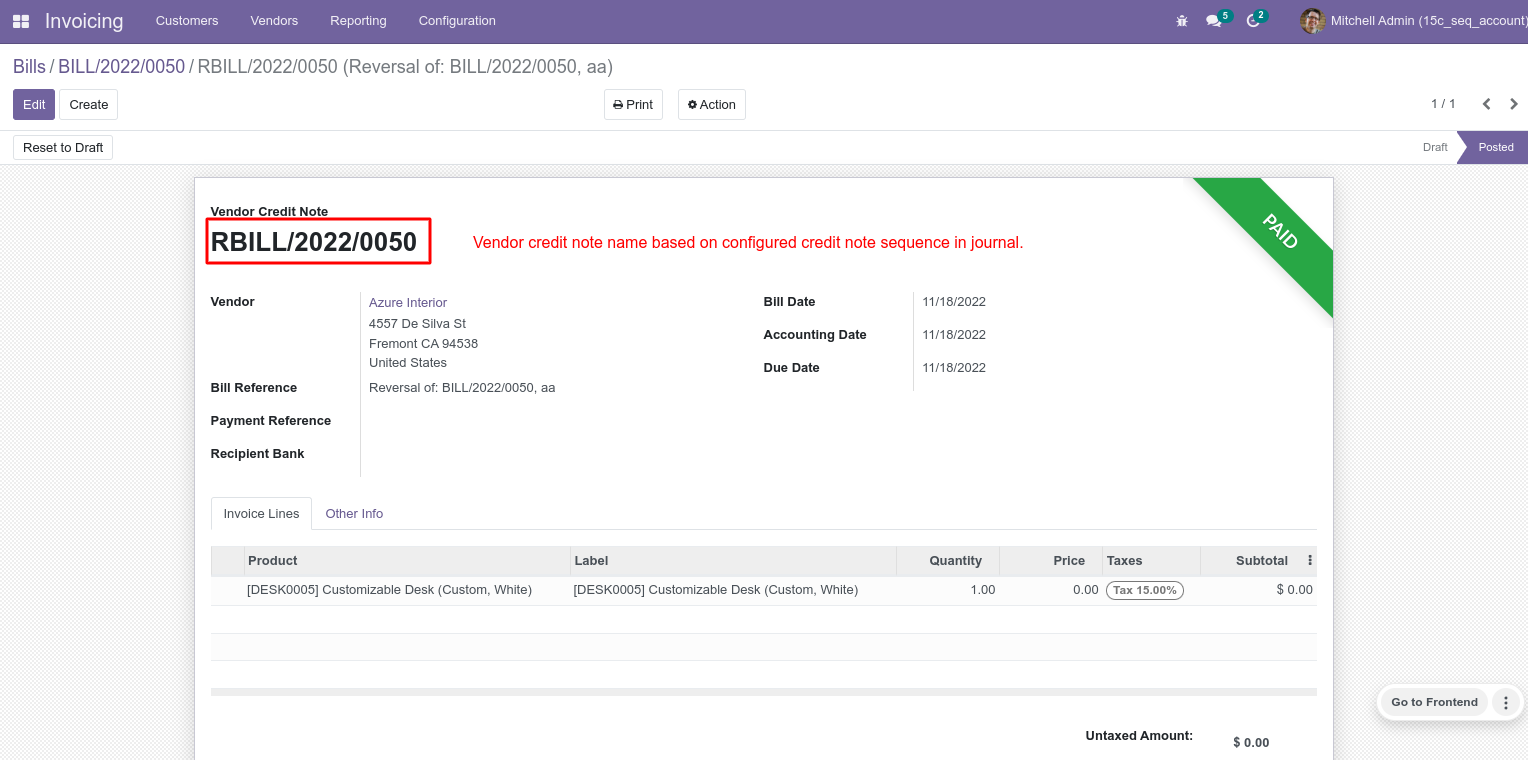 Invoicing Customers Vendors Reporting Configuration 5 2 Mitchell Admin (15c_seq_account)
Bills / BILL/2022/0050 / RBILL/2022/0050 (Reversal of: BILL/2022/0050, aa)
Edit Create Print Action 1 / 1
Reset to Draft Draft Posted
Vendor Credit Note
RBILL/2022/0050 Vendor credit note name based on configured credit note sequence in journal.
PAID
Vendor Azure Interior Bill Date 11/18/2022
4557 De Silva St
Fremont CA 94538 Accounting Date 11/18/2022
United States Due Date 11/18/2022
Bill Reference Reversal of: BILL/2022/0050, aa
Payment Reference
Recipient Bank
Invoice Lines Other Info
Product Label Quantity Price Taxes Subtotal
[DESK0005] Customizable Desk (Custom, White) [DESK0005] Customizable Desk (Custom, White) 1.00 0.00 Tax 15.00% $ 0.00
Go to Frontend
Untaxed Amount: $ 0.00